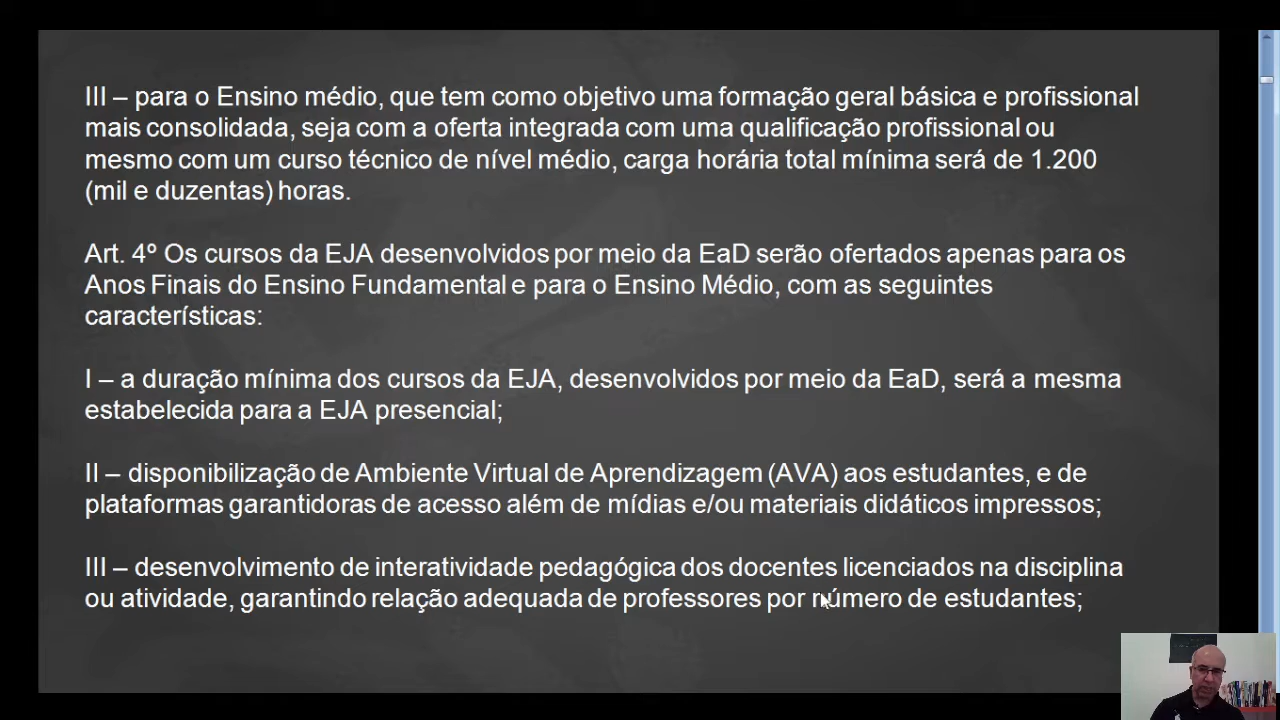 III – para o Ensino médio, que tem como objetivo uma formação geral básica e profissional
mais consolidada, seja com a oferta integrada com uma qualificação profissional ou
mesmo com um curso técnico de nível médio, carga horária total mínima será de 1.200
(mil e duzentas) horas.
Art. 4º Os cursos da EJA desenvolvidos por meio da EaD serão ofertados apenas para os
Anos Finais do Ensino Fundamental e para o Ensino Médio, com as seguintes
características:
I – a duração mínima dos cursos da EJA, desenvolvidos por meio da EaD, será a mesma
estabelecida para a EJA presencial;
II – disponibilização de Ambiente Virtual de Aprendizagem (AVA) aos estudantes, e de
plataformas garantidoras de acesso além de mídias e/ou materiais didáticos impressos;
III – desenvolvimento de interatividade pedagógica dos docentes licenciados na disciplina
ou atividade, garantindo relação adequada de professores por número de estudantes;